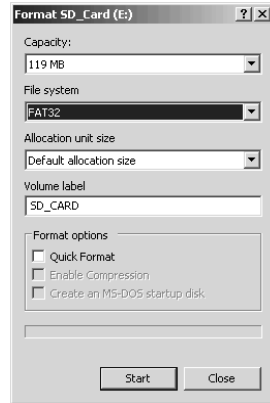 Format SD_Card (E:)
Capacity:
119 MB
File system
FAT32
Allocation unit size
Default allocation size
Volume label
SD_CARD
Format options
Quick Format
Enable Compression
Create an MS-DOS startup disk
Start Close